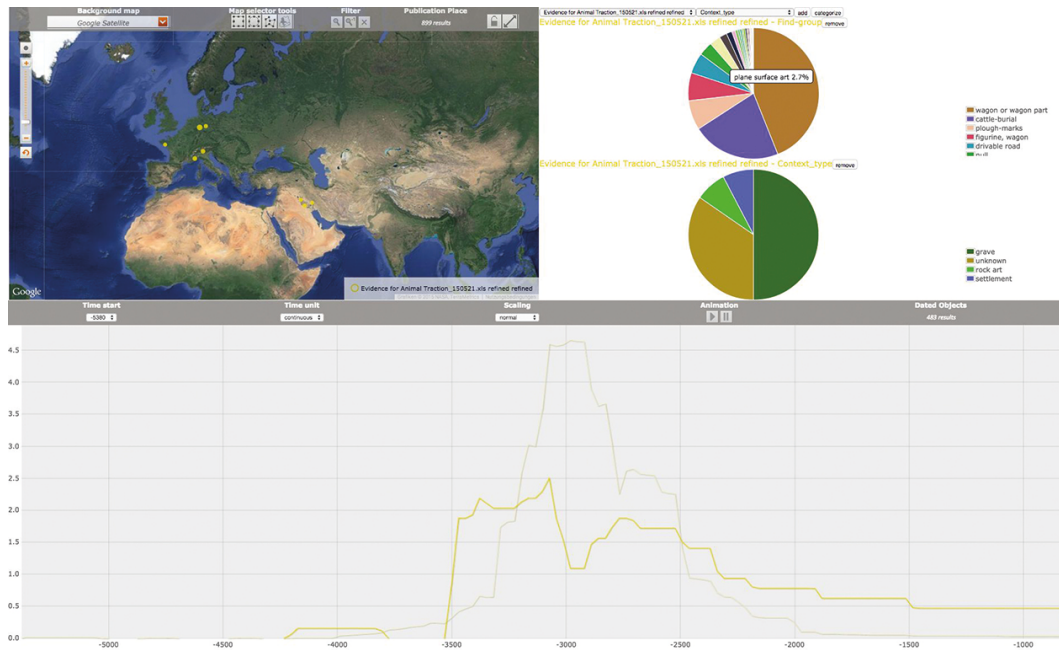 Background map
Google Satellite
Map selector tools
Filter
Publication Place
899 results
Google
Evidence for Animal Traction_150521.xls refined refined
Evidence for Animal Traction_150521.xls refined refined
Context_type
add
categorize
Evidence for Animal Traction_150521.xls refined refined - Find-group
remove
plane surface art 2.7%
wagon or wagon part
cattle-burial
plough-marks
figurine, wagon
drivable road
Evidence for Animal Traction_150521.xls refined refined - Context_type
remove
grave
unknown
rock art
settlement
Time start
-5380
Time unit
continuous
Scaling
normal
Animation
Dated Objects
483 results
4.5
4.0
3.5
3.0
2.5
2.0
1.5
1.0
0.5
0.0
-5000
-4500
-4000
-3500
-3000
-2500
-2000
-1500
-1000